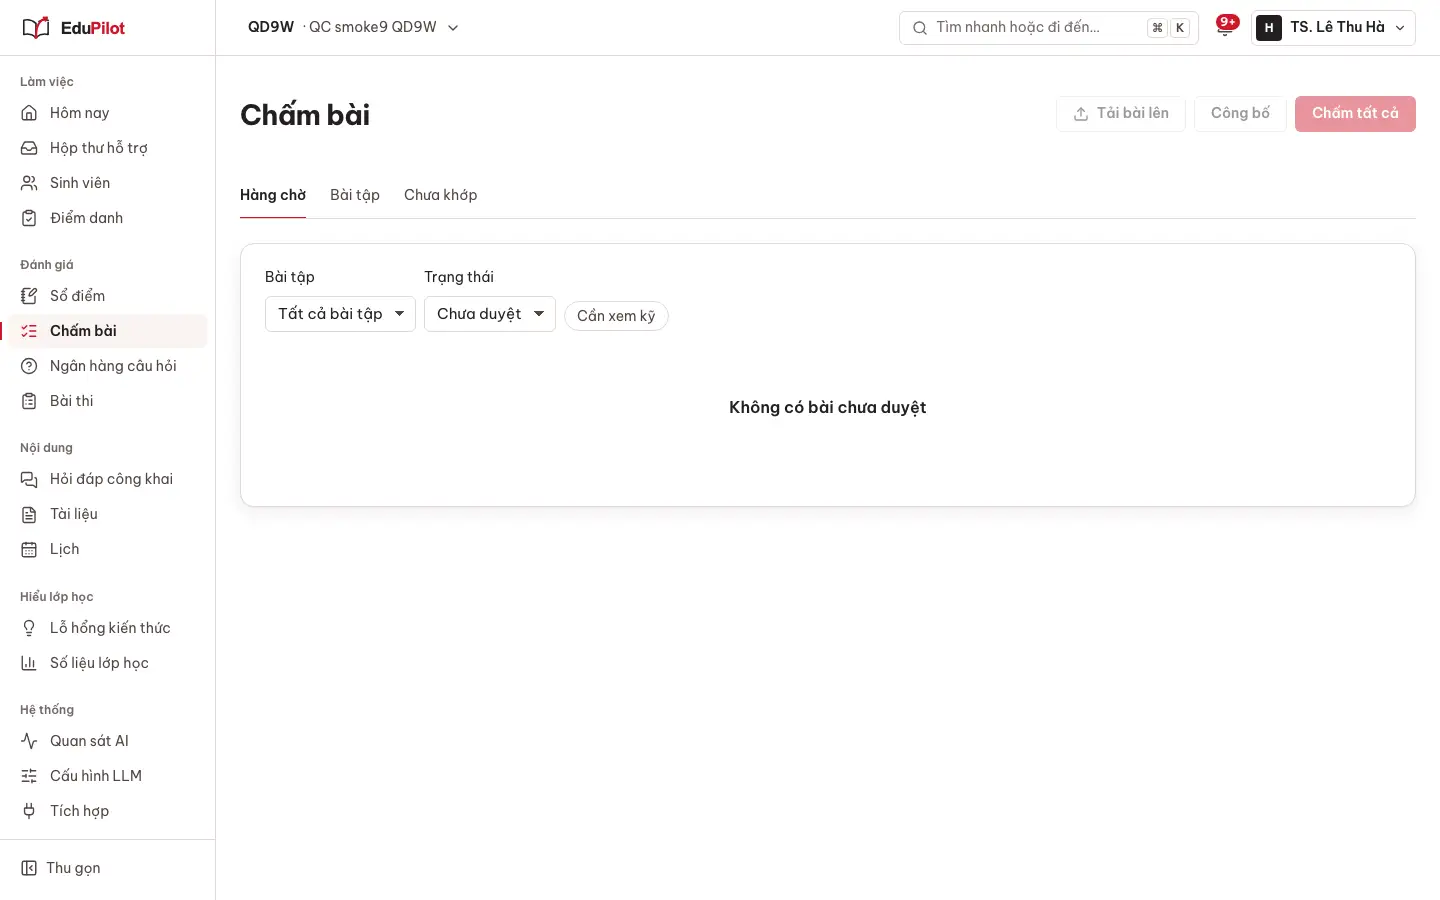 EduPilot
QD9W · QC smoke9 QD9W
Tìm nhanh hoặc đi đến...
⌘ K
9+
H
TS. Lê Thu Hà
Làm việc
Hôm nay
Hộp thư hỗ trợ
Sinh viên
Điểm danh
Đánh giá
Sổ điểm
Chấm bài
Ngân hàng câu hỏi
Bài thi
Nội dung
Hỏi đáp công khai
Tài liệu
Lịch
Hiểu lớp học
Lỗ hổng kiến thức
Số liệu lớp học
Hệ thống
Quan sát AI
Cấu hình LLM
Tích hợp
Thu gọn
Chấm bài
Tải bài lên
Công bố
Chấm tất cả
Hàng chờ
Bài tập
Chưa khớp
Bài tập
Trạng thái
Tất cả bài tập
Chưa duyệt
Cần xem kỹ
Không có bài chưa duyệt